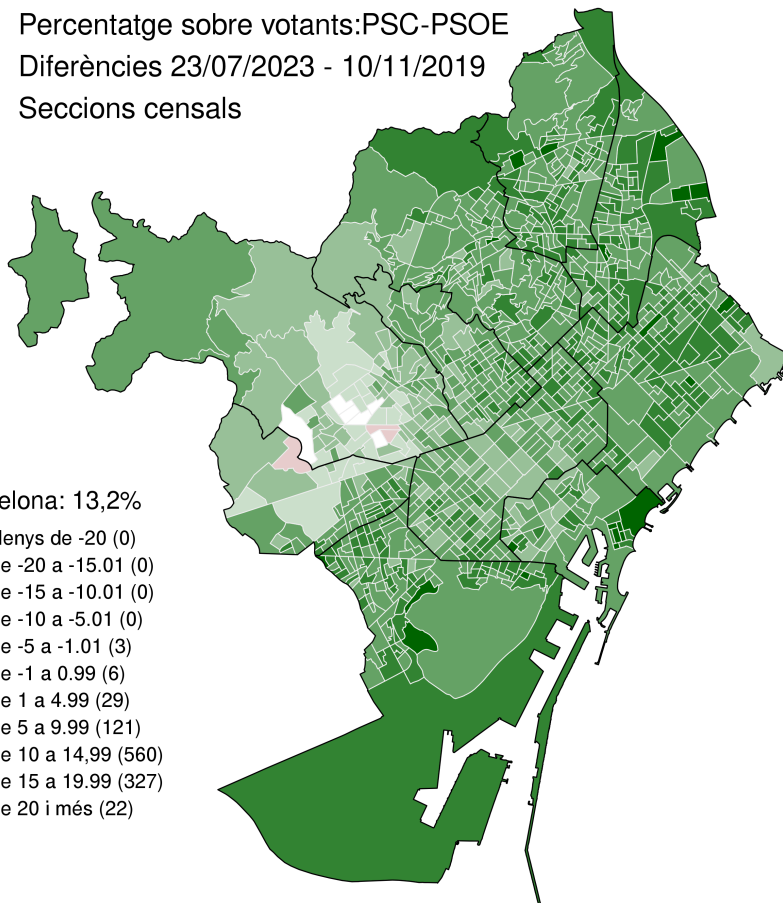 Percentatge sobre votants:PSC-PSOE
Diferències 23/07/2023 - 10/11/2019
Seccions censals
elona: 13,2%
lenys de -20 (0)
e -20 a -15.01 (0)
e -15 a -10.01 (0)
e -10 a -5.01 (0)
e -5 a -1.01 (3)
e -1 a 0.99 (6)
e 1 a 4.99 (29)
e 5 a 9.99 (121)
e 10 a 14,99 (560)
e 15 a 19.99 (327)
e 20 i més (22)